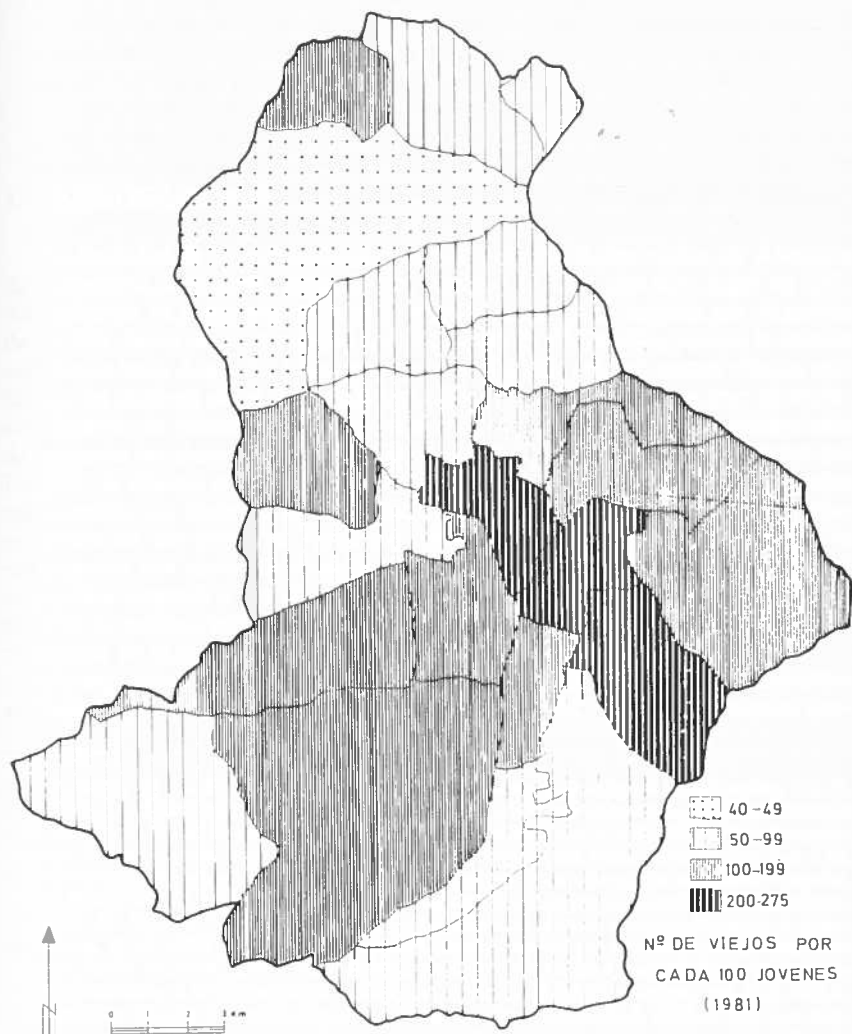 40-49
50-99
100-199
200-275
Nº DE VIEJOS POR
CADA 100 JOVENES
(1981)
N
0 1 2 3 Km